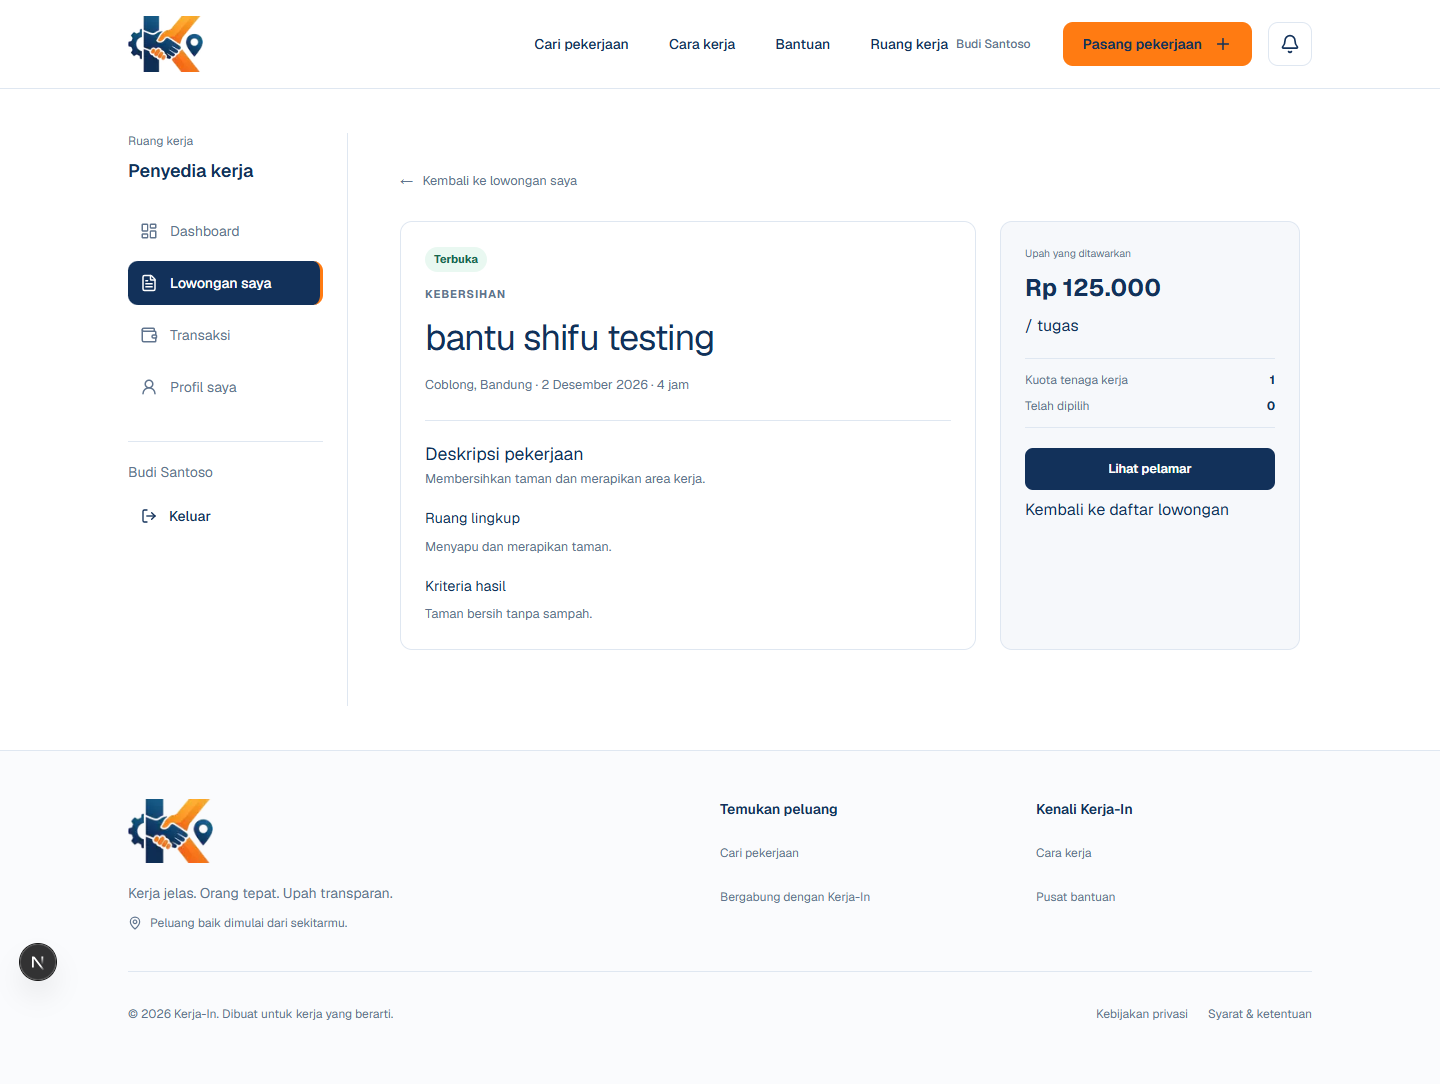 Cari pekerjaan
Cara kerja
Bantuan
Ruang kerja Budi Santoso
Pasang pekerjaan +
Ruang kerja
Penyedia kerja
Dashboard
Lowongan saya
Transaksi
Profil saya
Budi Santoso
Keluar
← Kembali ke lowongan saya
Terbuka
KEBERSIHAN
bantu shifu testing
Coblong, Bandung · 2 Desember 2026 · 4 jam
Deskripsi pekerjaan
Membersihkan taman dan merapikan area kerja.
Ruang lingkup
Menyapu dan merapikan taman.
Kriteria hasil
Taman bersih tanpa sampah.
Upah yang ditawarkan
Rp 125.000
/ tugas
Kuota tenaga kerja 1
Telah dipilih 0
Lihat pelamar
Kembali ke daftar lowongan
K
Kerja jelas. Orang tepat. Upah transparan.
Peluang baik dimulai dari sekitarmu.
Temukan peluang
Cari pekerjaan
Bergabung dengan Kerja-In
Kenali Kerja-In
Cara kerja
Pusat bantuan
N
© 2026 Kerja-In. Dibuat untuk kerja yang berarti.
Kebijakan privasi
Syarat & ketentuan